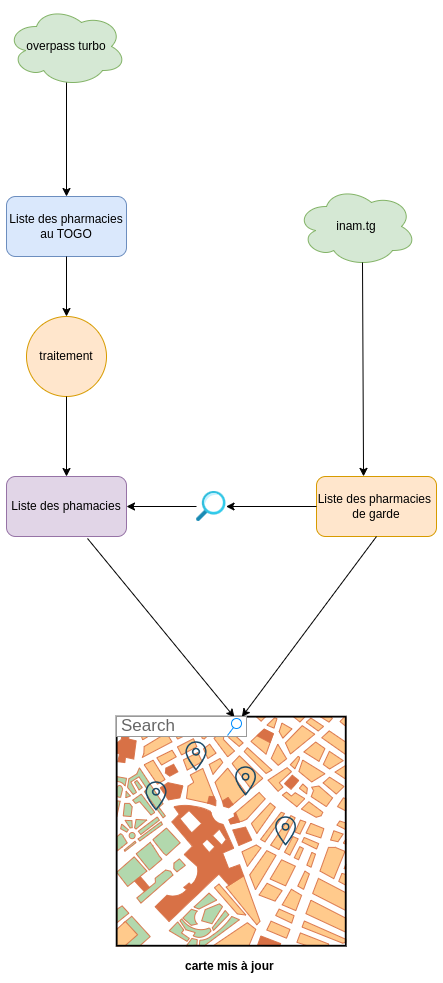 overpass turbo
Liste des pharmacies
au TOGO
inam.tg
traitement
Liste des phamacies
Liste des pharmacies
de garde
Search
carte mis à jour